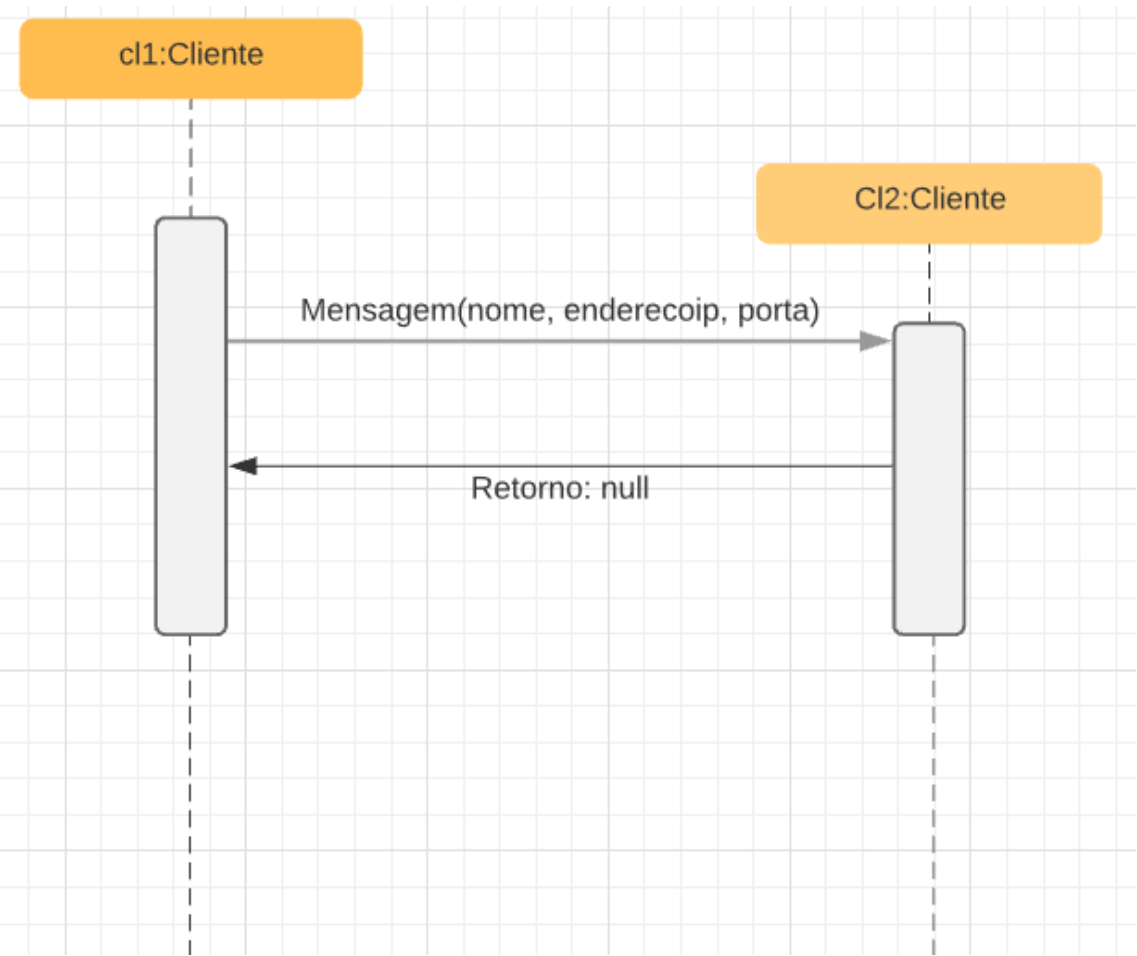 cl1:Cliente
Cl2:Cliente
Mensagem(nome, enderecoip, porta)
Retorno: null